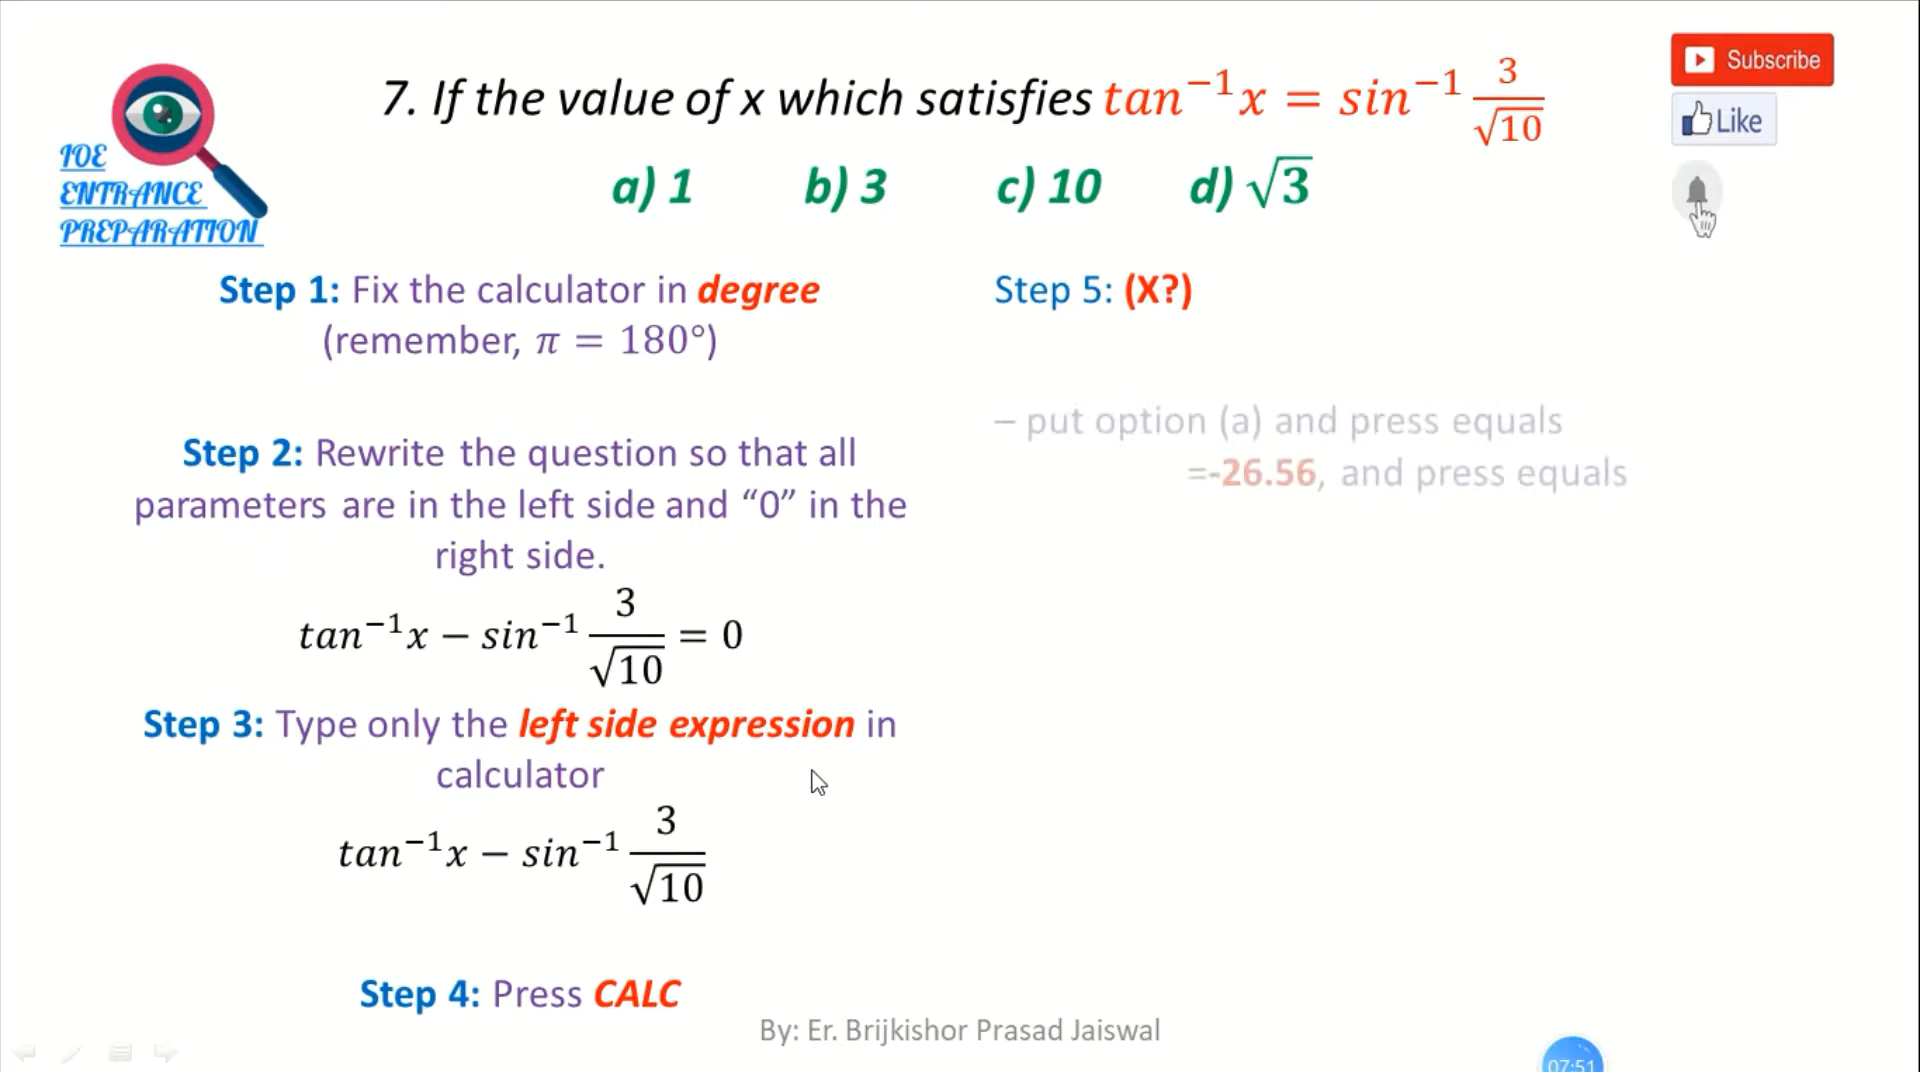 7. If the value of x which satisfies tan⁻¹x = sin⁻¹ 3/√10
a) 1 b) 3 c) 10 d) √3
Subscribe
Like
IOE
ENTRANCE
PREPARATION
Step 1: Fix the calculator in degree
(remember, π = 180°)
Step 2: Rewrite the question so that all
parameters are in the left side and “0” in the
right side.
tan⁻¹x − sin⁻¹ 3/√10 = 0
Step 3: Type only the left side expression in
calculator
tan⁻¹x − sin⁻¹ 3/√10
Step 4: Press CALC
Step 5: (X?)
– put option (a) and press equals
=-26.56, and press equals
By: Er. Brijkishor Prasad Jaiswal
07:51